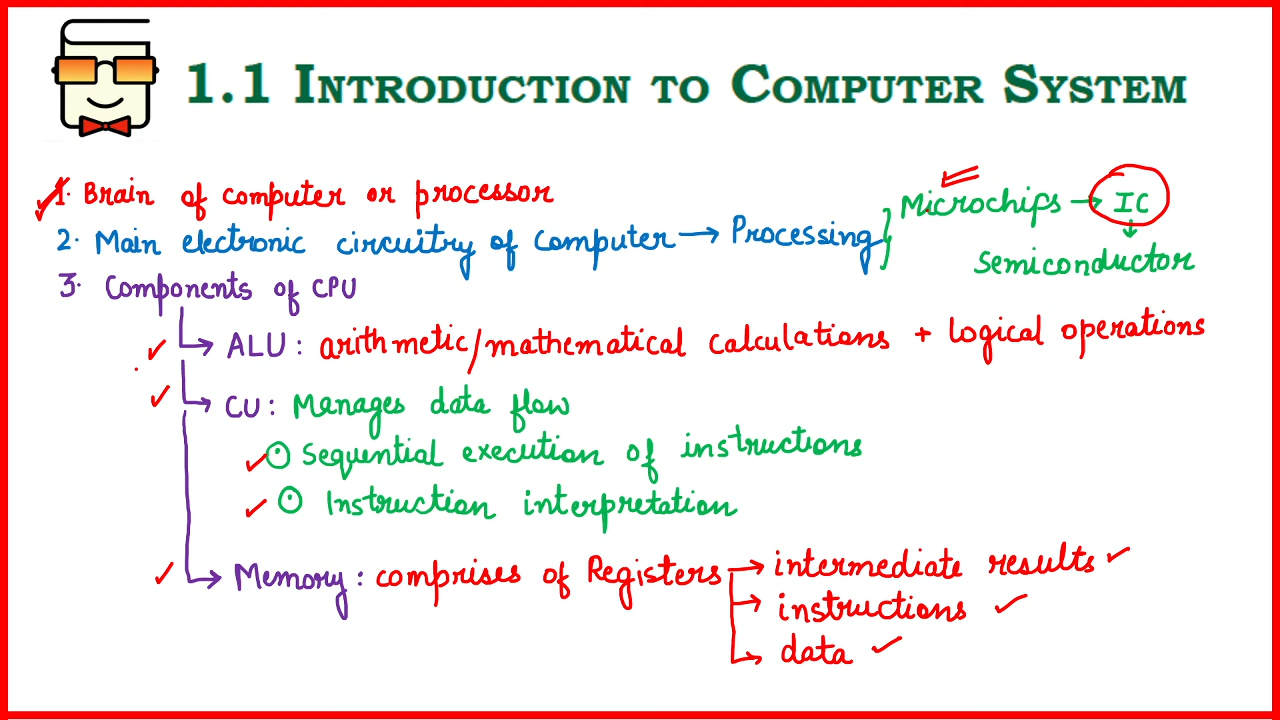 1.1 INTRODUCTION TO COMPUTER SYSTEM
1. Brain of computer or processor
2. Main electronic circuitry of computer → Processing
Microchips → IC
Semiconductor
3. Components of CPU
ALU : arithmetic/mathematical calculations + logical operations
CU : Manages data flow
Sequential execution of instructions
Instruction interpretation
Memory : comprises of Registers → intermediate results
instructions
data